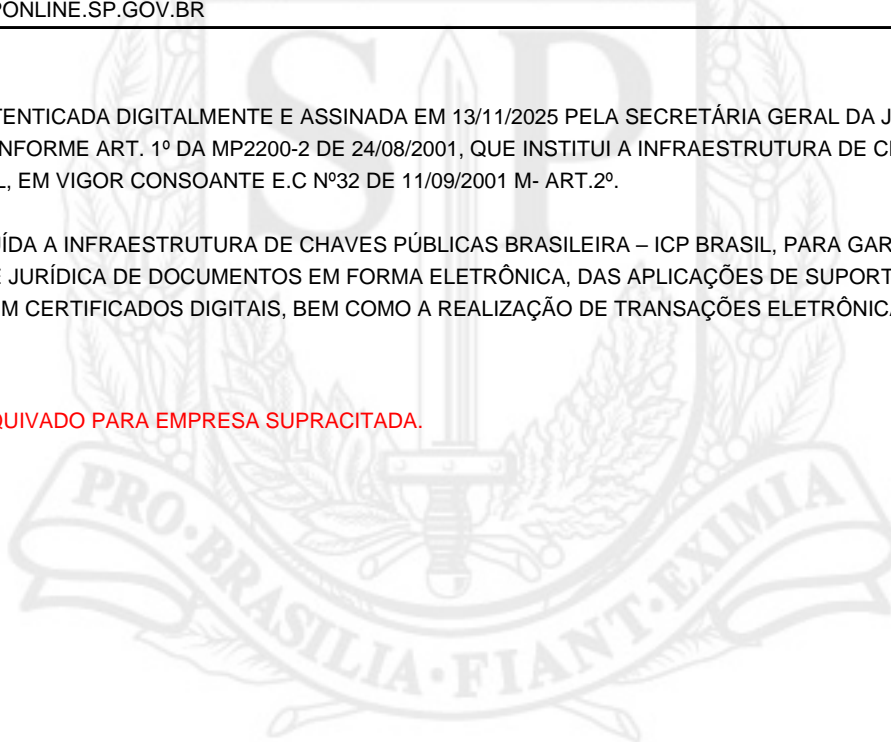 PONLINE.SP.GOV.BR
TENTICADA DIGITALMENTE E ASSINADA EM 13/11/2025 PELA SECRETÁRIA GERAL DA J
NFORME ART. 1º DA MP2200-2 DE 24/08/2001, QUE INSTITUI A INFRAESTRUTURA DE C
L, EM VIGOR CONSOANTE E.C Nº32 DE 11/09/2001 M- ART.2º.
ÍDA A INFRAESTRUTURA DE CHAVES PÚBLICAS BRASILEIRA – ICP BRASIL, PARA GAR
E JURÍDICA DE DOCUMENTOS EM FORMA ELETRÔNICA, DAS APLICAÇÕES DE SUPORT
M CERTIFICADOS DIGITAIS, BEM COMO A REALIZAÇÃO DE TRANSAÇÕES ELETRÔNICA
QUIVADO PARA EMPRESA SUPRACITADA.
SP
PRO·BRASILIA·FIANT·EXIMIA